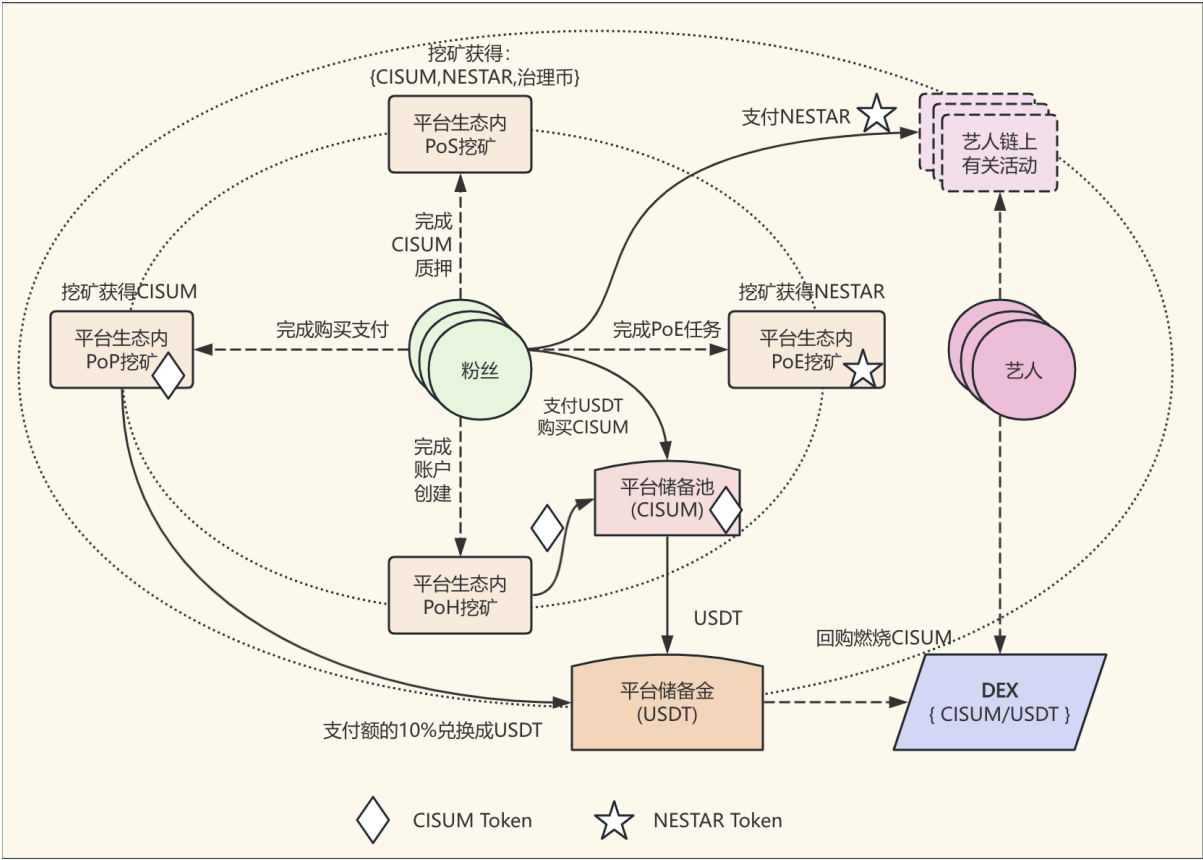 挖矿获得：
{CISUM,NESTAR,治理币}
平台生态内
PoS挖矿
支付NESTAR
艺人链上
有关活动
完成
CISUM
质押
挖矿获得CISUM
平台生态内
PoP挖矿
完成购买支付
粉丝
完成PoE任务
挖矿获得NESTAR
平台生态内
PoE挖矿
艺人
支付USDT
购买CISUM
完成
账户
创建
平台储备池
(CISUM)
平台生态内
PoH挖矿
USDT
回购燃烧CISUM
平台储备金
(USDT)
DEX
{ CISUM/USDT }
支付额的10%兑换成USDT
CISUM Token
NESTAR Token